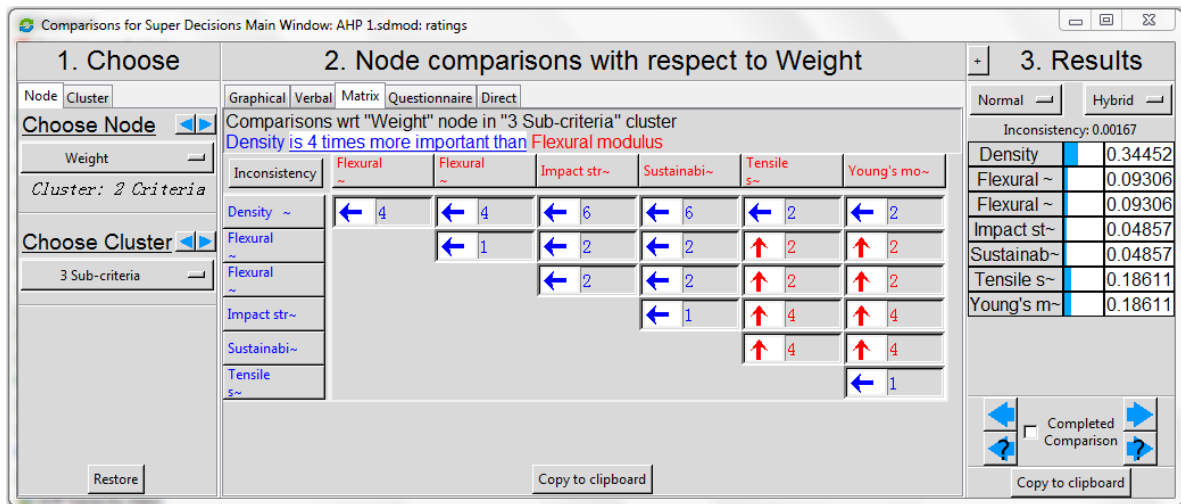 Comparisons for Super Decisions Main Window: AHP 1.sdmod: ratings
1. Choose
Node Cluster
Choose Node
Weight
Cluster: 2 Criteria
Choose Cluster
3 Sub-criteria
Restore
2. Node comparisons with respect to Weight
Graphical Verbal Matrix Questionnaire Direct
Comparisons wrt "Weight" node in "3 Sub-criteria" cluster
Density is 4 times more important than Flexural modulus
Inconsistency Flexural ~ Flexural ~ Impact str~ Sustainabi~ Tensile s~ Young's mo~
Density ~ 4 4 6 6 2 2
Flexural ~ 1 2 2 2 2
Flexural ~ 2 2 2 2
Impact str~ 1 4 4
Sustainabi~ 4 4
Tensile s~ 1
Copy to clipboard
+ 3. Results
Normal Hybrid
Inconsistency: 0.00167
Density 0.34452
Flexural ~ 0.09306
Flexural ~ 0.09306
Impact st~ 0.04857
Sustainab~ 0.04857
Tensile s~ 0.18611
Young's m~ 0.18611
Completed
Comparison
? ?
Copy to clipboard